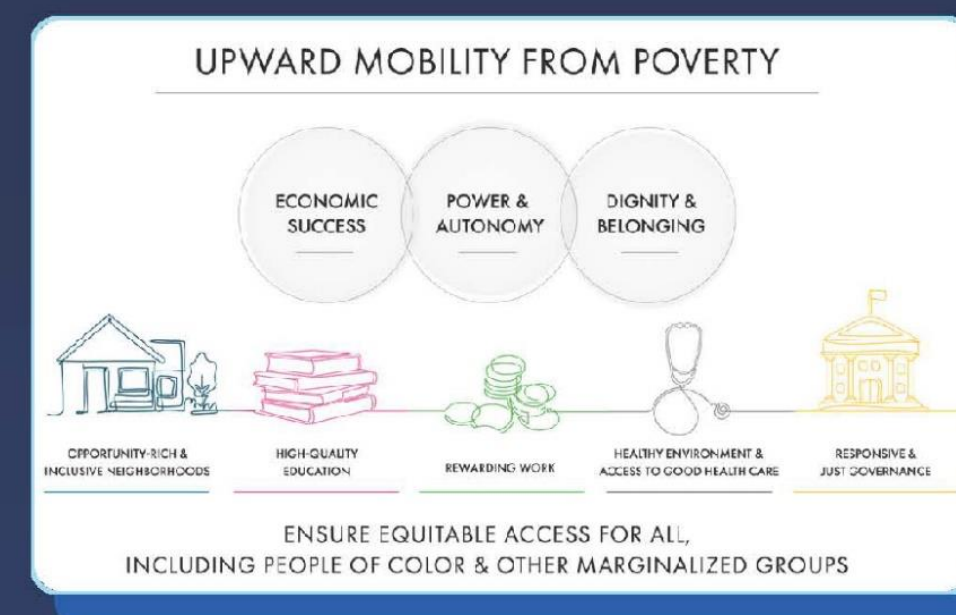 UPWARD MOBILITY FROM POVERTY
ECONOMIC
SUCCESS
POWER &
AUTONOMY
DIGNITY &
BELONGING
OPPORTUNITY-RICH &
INCLUSIVE NEIGHBORHOODS
HIGH-QUALITY
EDUCATION
REWARDING WORK
HEALTHY ENVIRONMENT &
ACCESS TO GOOD HEALTH CARE
RESPONSIVE &
JUST GOVERNANCE
ENSURE EQUITABLE ACCESS FOR ALL,
INCLUDING PEOPLE OF COLOR & OTHER MARGINALIZED GROUPS